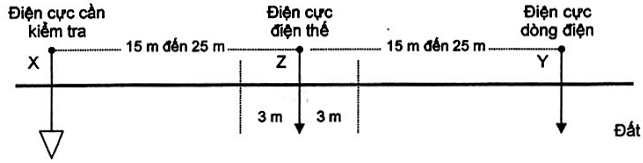 Điện cực cần
kiểm tra
Điện cực
điện thế
Điện cực
dòng điện
15 m đến 25 m
15 m đến 25 m
X
Z
Y
3 m
3 m
Đất